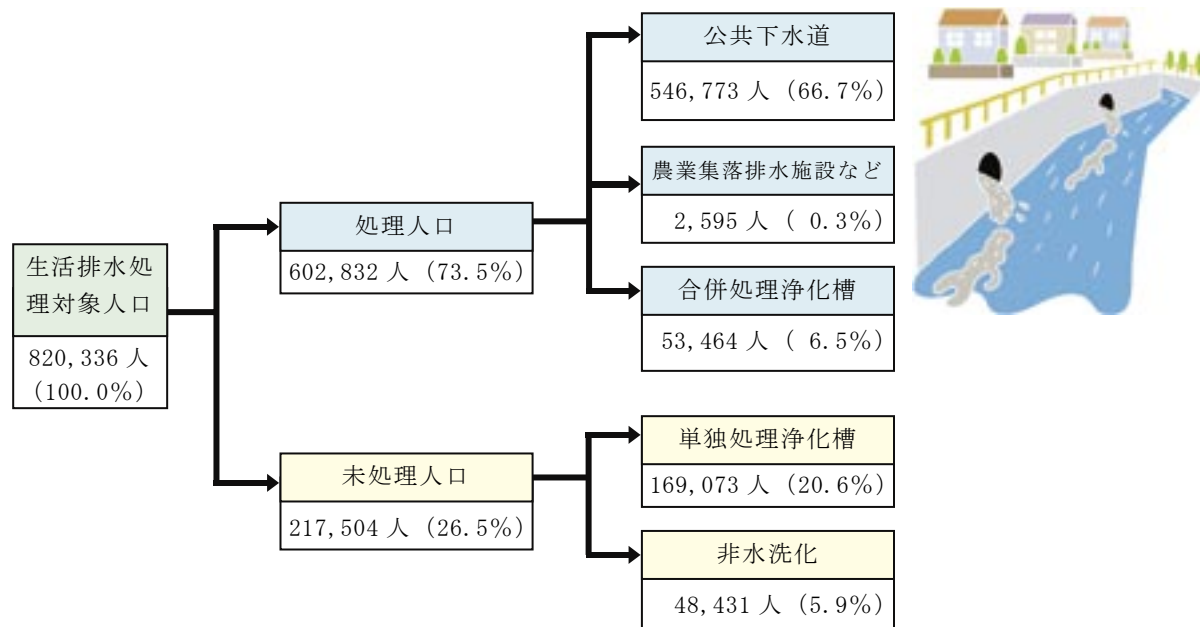 生活排水処
理対象人口
820,336 人
（100.0%）
処理人口
602,832 人（73.5%）
公共下水道
546,773 人（66.7%）
農業集落排水施設など
2,595 人（ 0.3%）
合併処理浄化槽
53,464 人（ 6.5%）
未処理人口
217,504 人（26.5%）
単独処理浄化槽
169,073 人（20.6%）
非水洗化
48,431 人（5.9%）